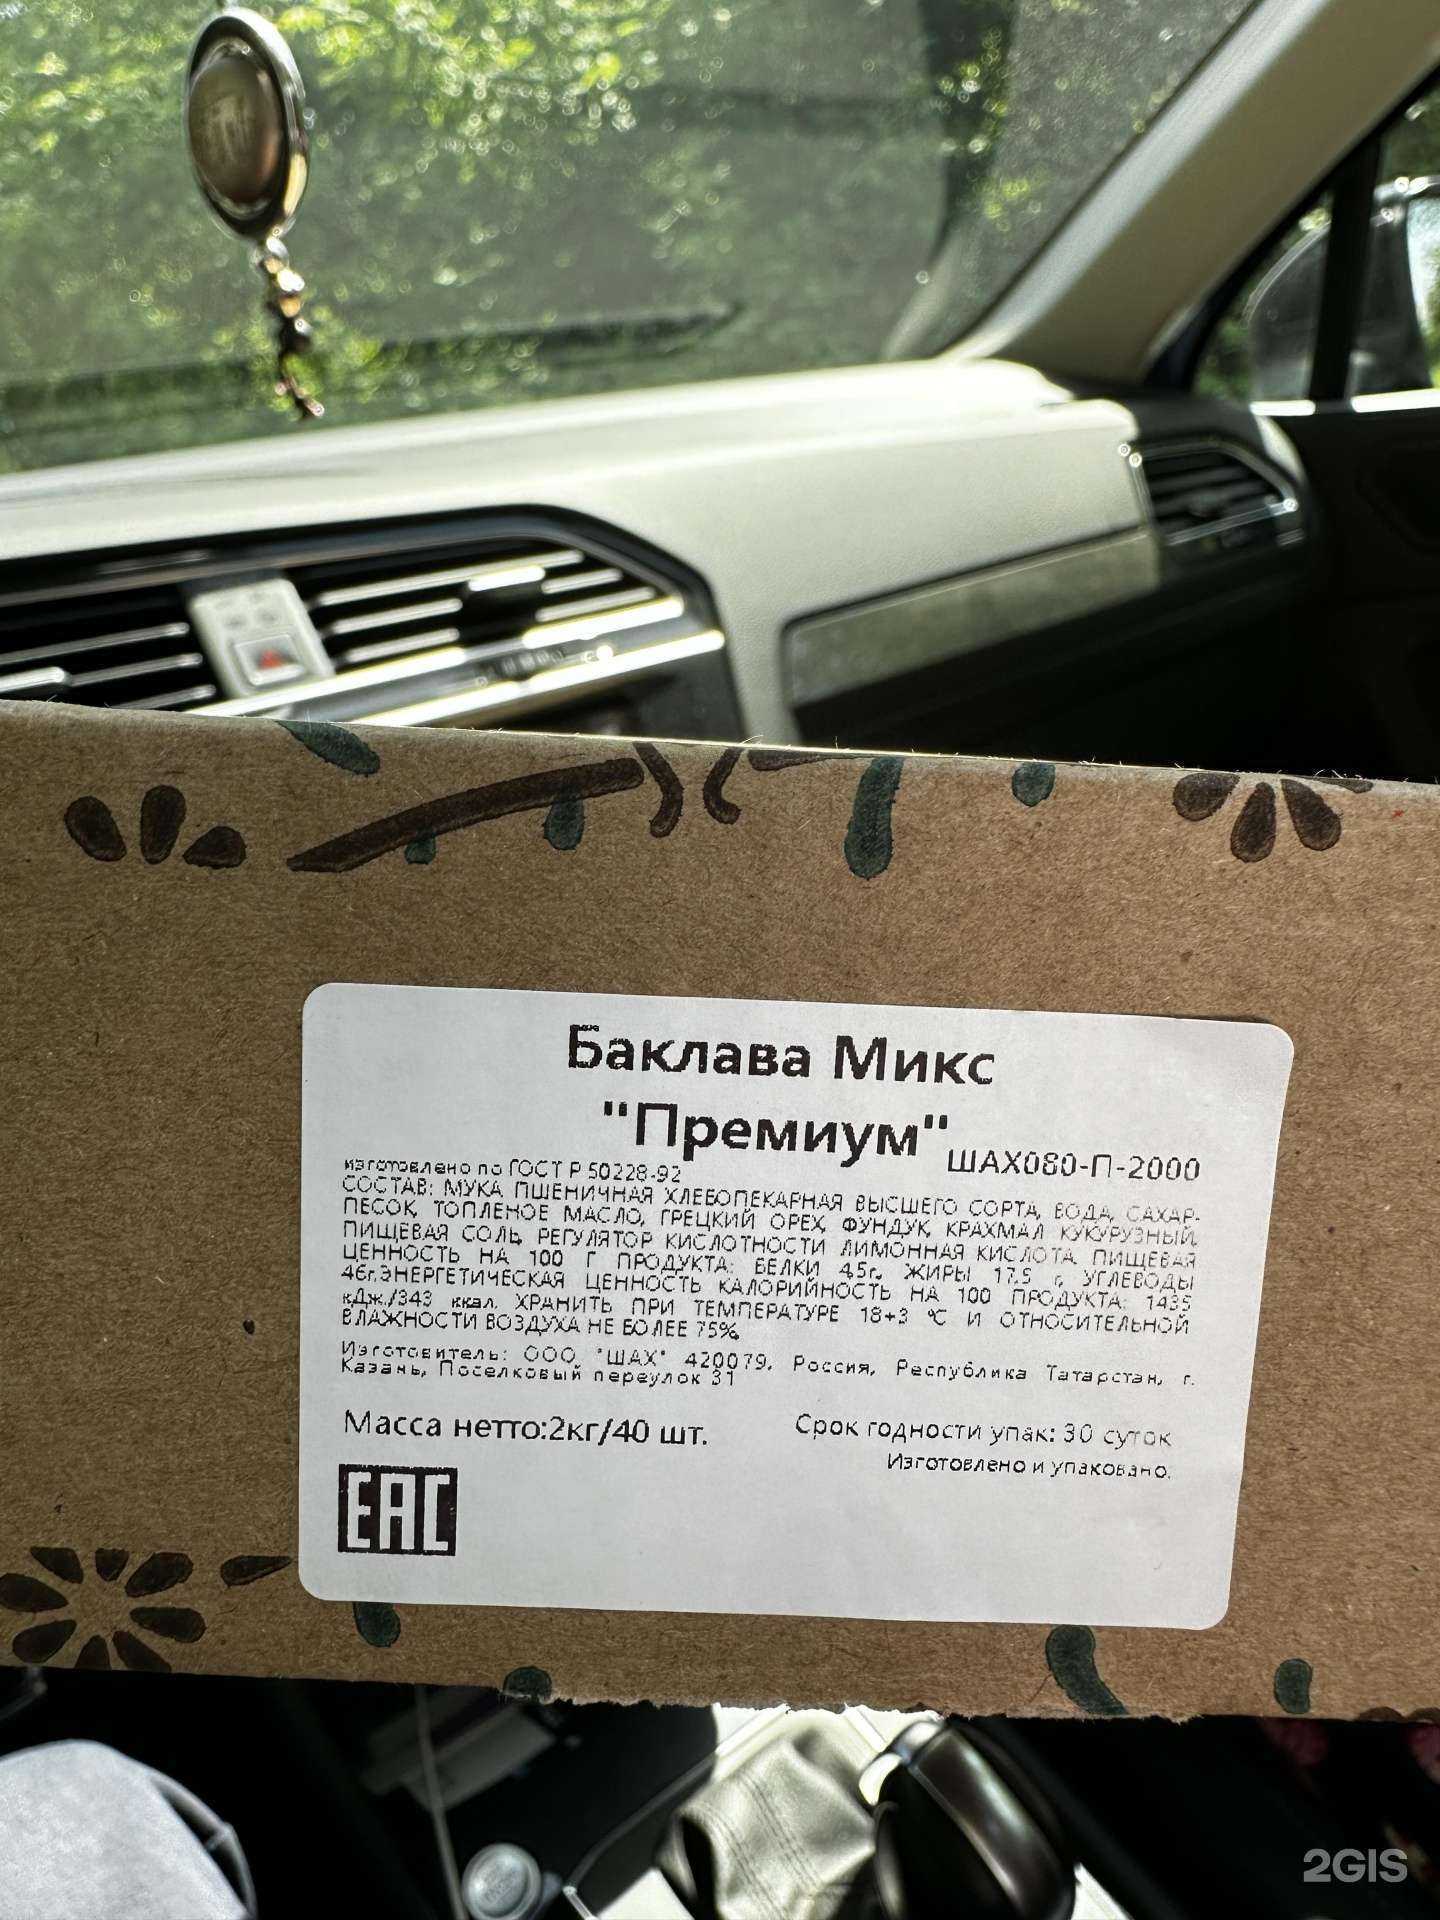 Баклава Микс
"Премиум"
ШАХ080-П-2000
изготовлено по ГОСТ Р 50228-92
СОСТАВ: МУКА ПШЕНИЧНАЯ ХЛЕБОПЕКАРНАЯ ВЫСШЕГО СОРТА, ВОДА, САХАР-
ПЕСОК, ТОПЛЕНОЕ МАСЛО, ГРЕЦКИЙ ОРЕХ, ФУНДУК, КРАХМАЛ КУКУРУЗНЫЙ,
ПИЩЕВАЯ СОЛЬ, РЕГУЛЯТОР КИСЛОТНОСТИ ЛИМОННАЯ КИСЛОТА. ПИЩЕВАЯ
ЦЕННОСТЬ НА 100 Г ПРОДУКТА: БЕЛКИ 4,5г, ЖИРЫ 17,5 г, УГЛЕВОДЫ
46г.ЭНЕРГЕТИЧЕСКАЯ ЦЕННОСТЬ КАЛОРИЙНОСТЬ НА 100 ПРОДУКТА: 1435
кДж./343 ккал. ХРАНИТЬ ПРИ ТЕМПЕРАТУРЕ 18+3 °С И ОТНОСИТЕЛЬНОЙ
ВЛАЖНОСТИ ВОЗДУХА НЕ БОЛЕЕ 75%.
Изготовитель: ООО "ШАХ" 420079, Россия, Республика Татарстан, г.
Казань, Поселковый переулок 31
Масса нетто:2кг/40 шт.
Срок годности упак: 30 суток
Изготовлено и упаковано.
ЕАС
2GIS